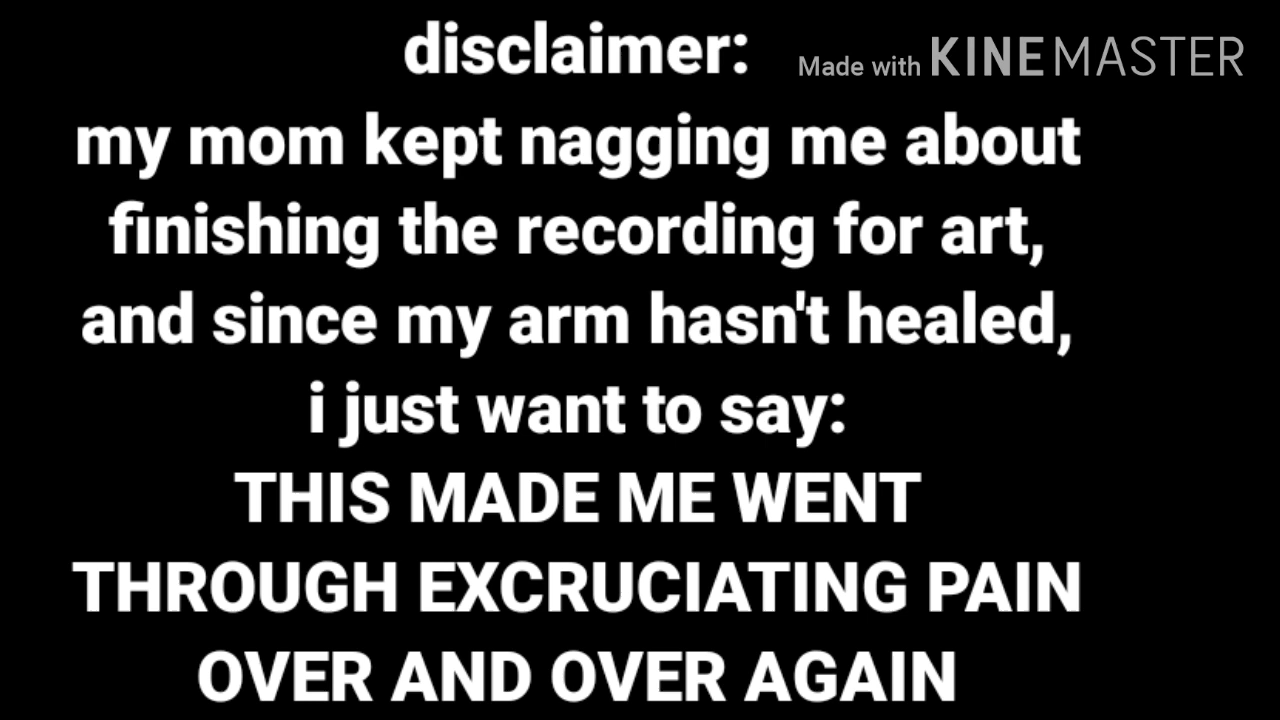 disclaimer:
Made with KINEMASTER
my mom kept nagging me about
finishing the recording for art,
and since my arm hasn't healed,
i just want to say:
THIS MADE ME WENT
THROUGH EXCRUCIATING PAIN
OVER AND OVER AGAIN